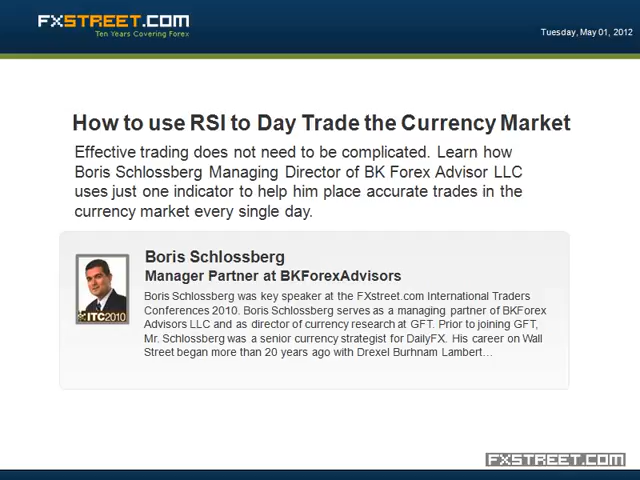 FXSTREET.COM
Ten Years Covering Forex
Tuesday, May 01, 2012
How to use RSI to Day Trade the Currency Market
Effective trading does not need to be complicated. Learn how
Boris Schlossberg Managing Director of BK Forex Advisor LLC
uses just one indicator to help him place accurate trades in the
currency market every single day.
Boris Schlossberg
Manager Partner at BKForexAdvisors
Boris Schlossberg was key speaker at the FXstreet.com International Traders
Conferences 2010. Boris Schlossberg serves as a managing partner of BKForex
Advisors LLC and as director of currency research at GFT. Prior to joining GFT,
Mr. Schlossberg was a senior currency strategist for DailyFX. His career on Wall
Street began more than 20 years ago with Drexel Burnham Lambert…
ITC2010
FXSTREET.COM